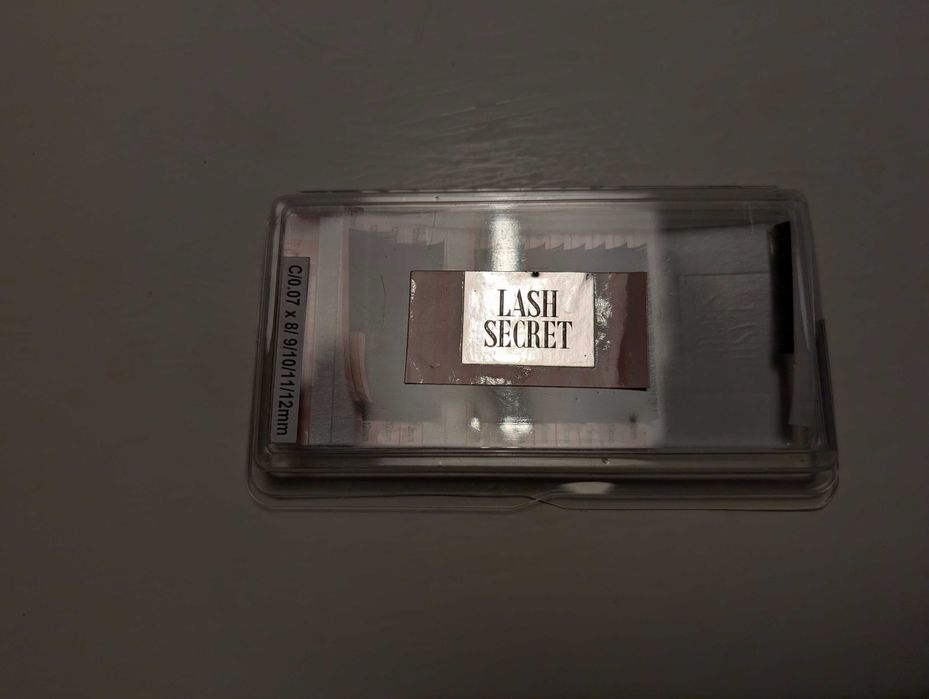 C/0.07 x 8/ 9/10/11/12mm
LASH
SECRET